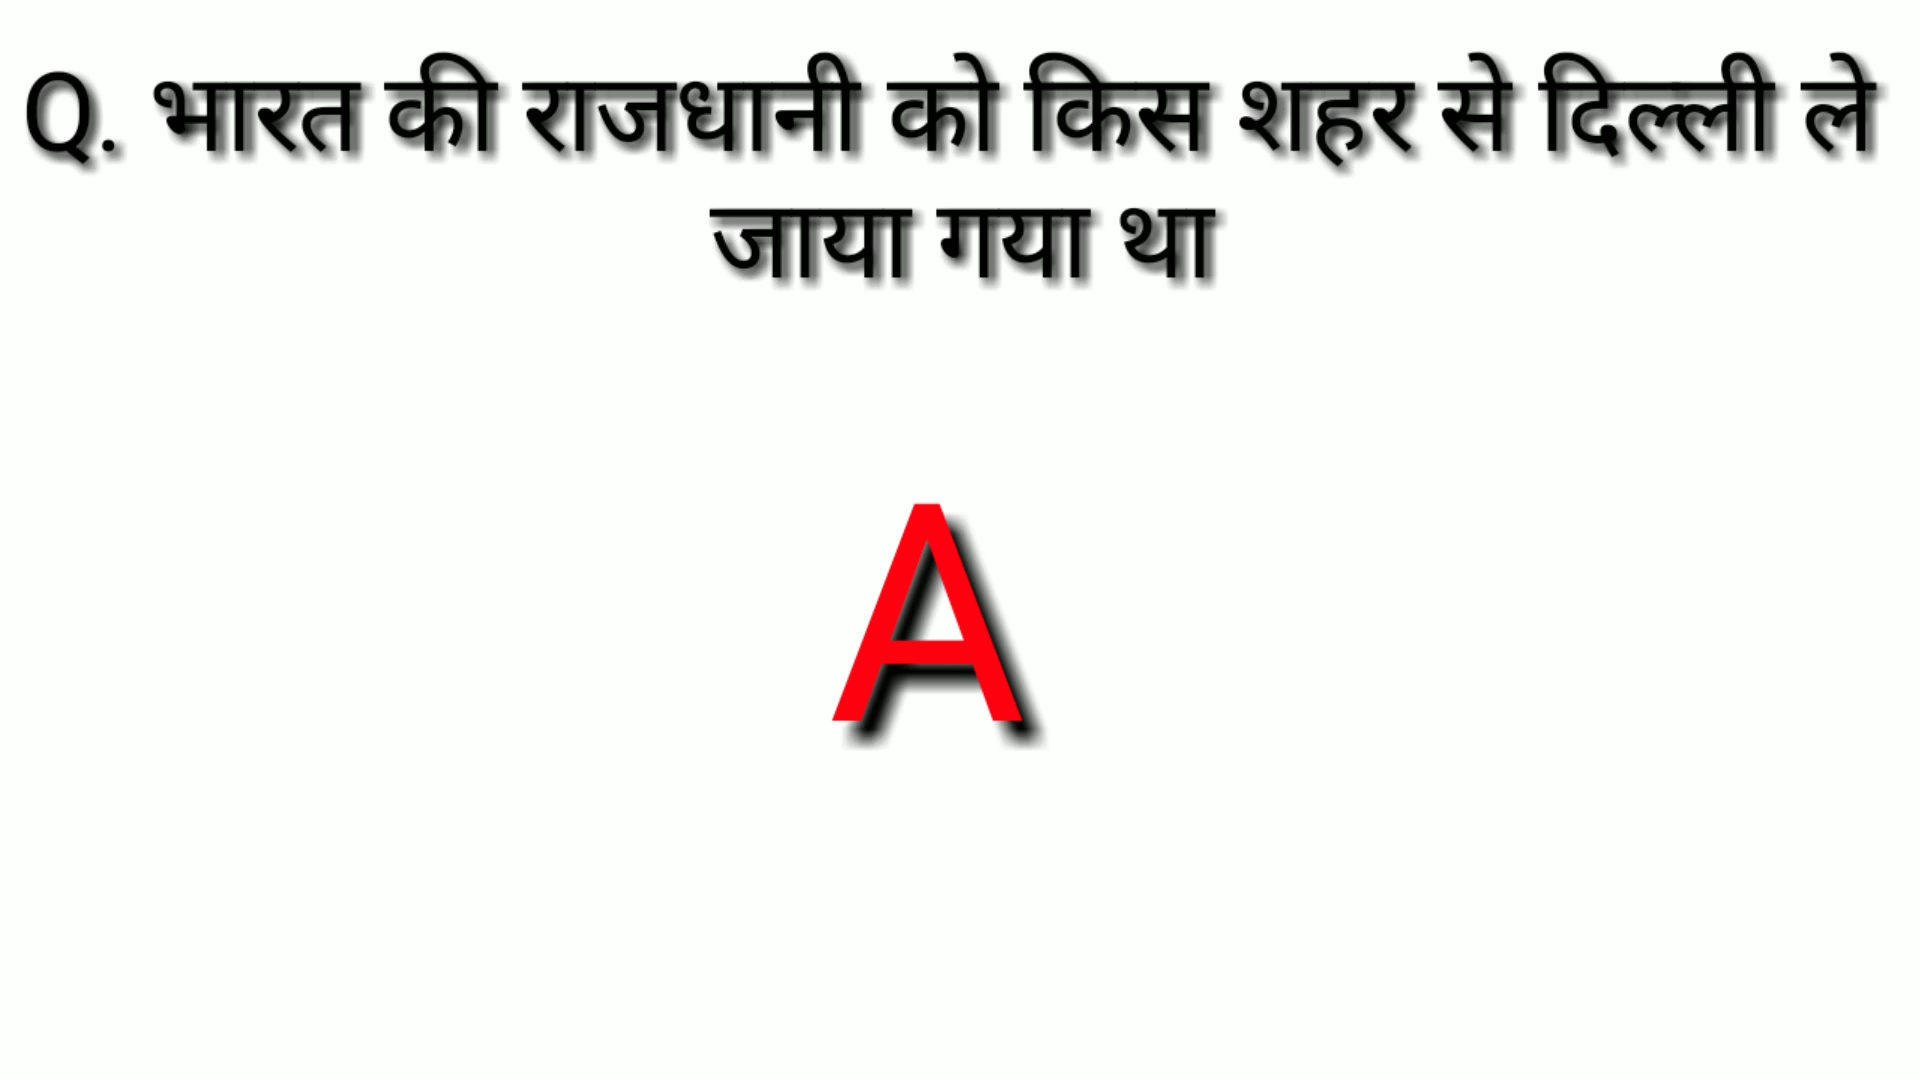 Q. भारत की राजधानी को किस शहर से दिल्ली ले
जाया गया था
A